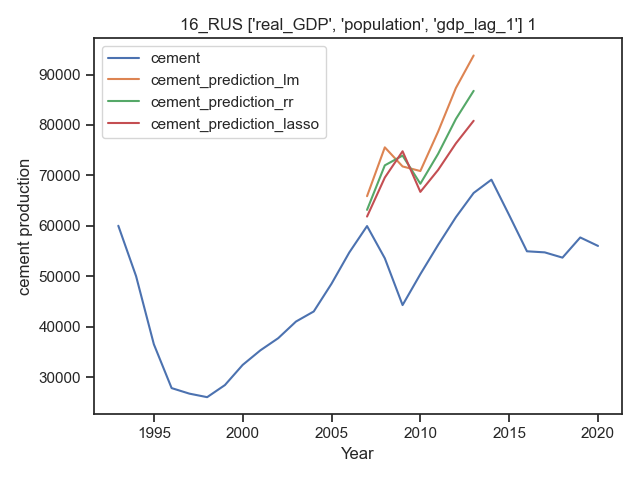 16_RUS ['real_GDP', 'population', 'gdp_lag_1'] 1
cement
cement_prediction_lm
cement_prediction_rr
cement_prediction_lasso
cement production
90000
80000
70000
60000
50000
40000
30000
1995
2000
2005
2010
2015
2020
Year